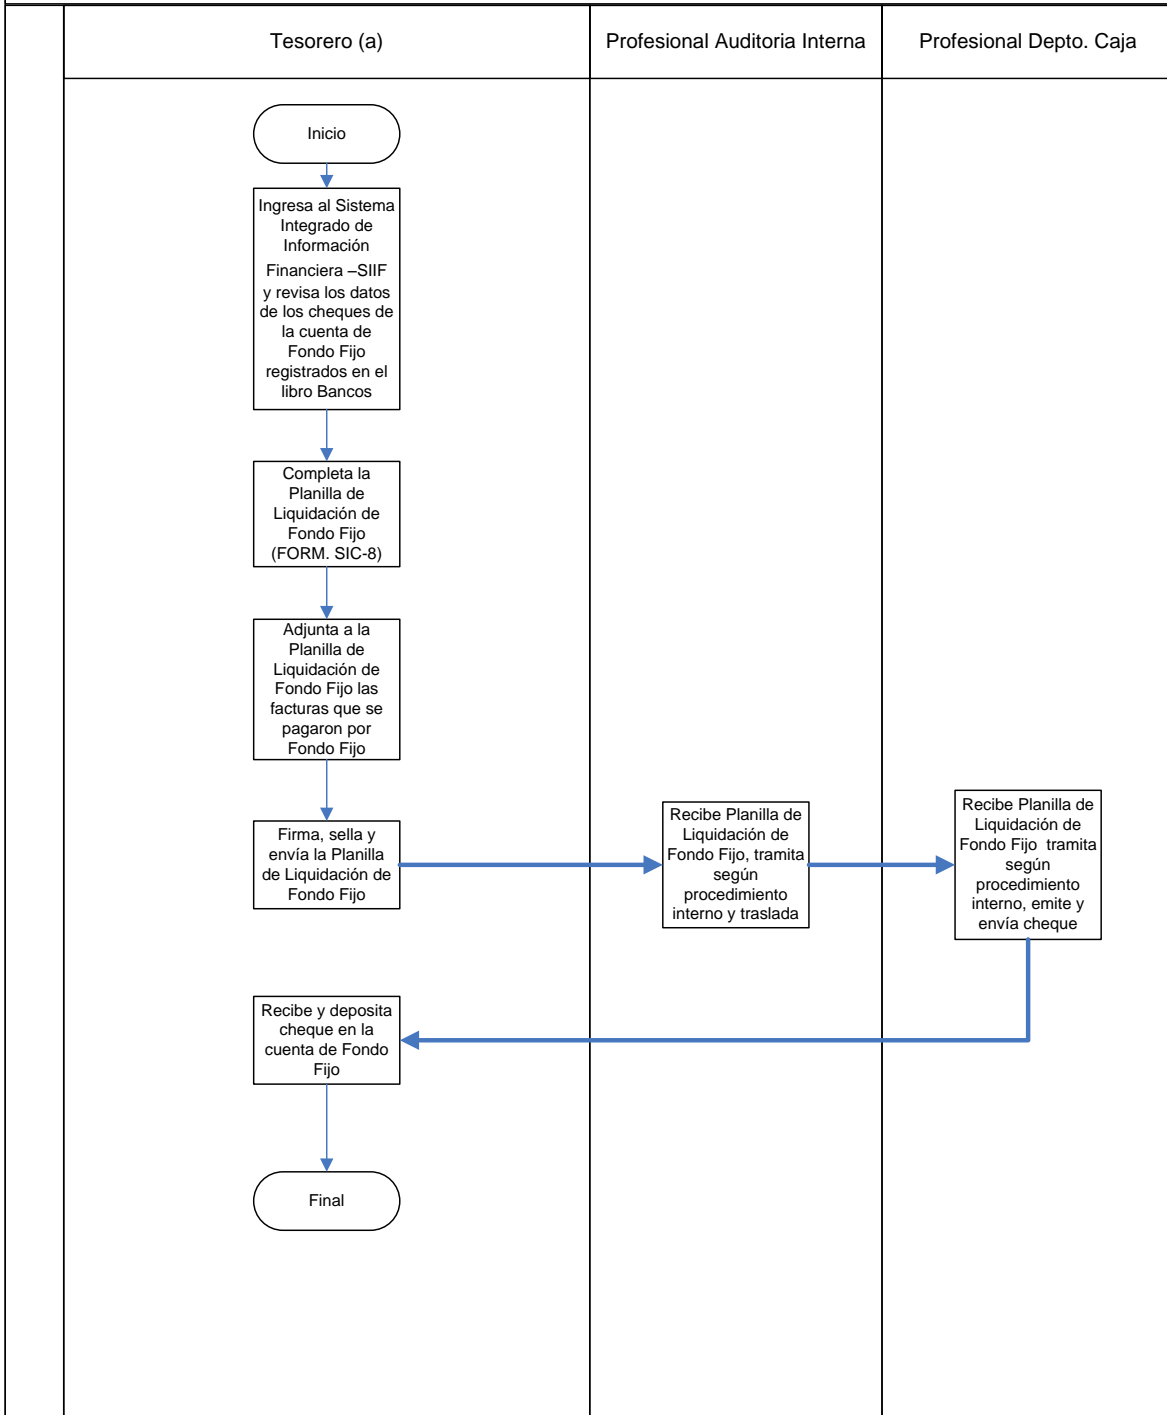 Tesorero (a)
Profesional Auditoria Interna
Profesional Depto. Caja
Inicio
Ingresa al Sistema
Integrado de
Información
Financiera –SIIF
y revisa los datos
de los cheques de
la cuenta de
Fondo Fijo
registrados en el
libro Bancos
Completa la
Planilla de
Liquidación de
Fondo Fijo
(FORM. SIC-8)
Adjunta a la
Planilla de
Liquidación de
Fondo Fijo las
facturas que se
pagaron por
Fondo Fijo
Firma, sella y
envía la Planilla
de Liquidación de
Fondo Fijo
Recibe Planilla de
Liquidación de
Fondo Fijo, tramita
según
procedimiento
interno y traslada
Recibe Planilla de
Liquidación de
Fondo Fijo  tramita
según
procedimiento
interno, emite y
envía cheque
Recibe y deposita
cheque en la
cuenta de Fondo
Fijo
Final